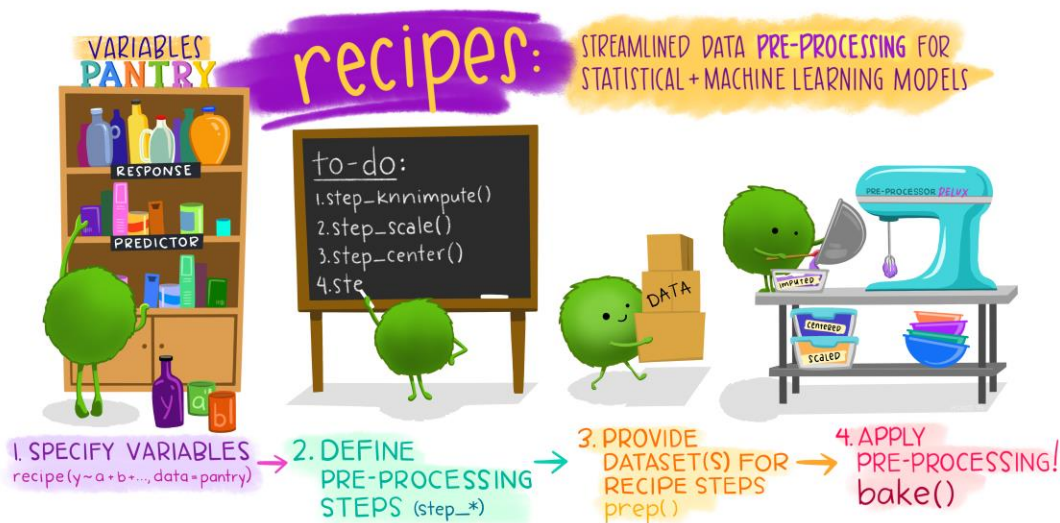 VARIABLES
PANTRY
recipes:
STREAMLINED DATA PRE-PROCESSING FOR
STATISTICAL + MACHINE LEARNING MODELS
RESPONSE
PREDICTOR
y
a
b
to-do:
1.step_knnimpute()
2.step_scale()
3.step_center()
4.ste
DATA
PRE-PROCESSOR DELUX
IMPUTED
CENTERED
SCALED
1. SPECIFY VARIABLES
recipe(y~a+b+..., data=pantry)
2. DEFINE
PRE-PROCESSING
STEPS (step_*)
3. PROVIDE
DATASET(S) FOR
RECIPE STEPS
prep()
4. APPLY
PRE-PROCESSING!
bake()